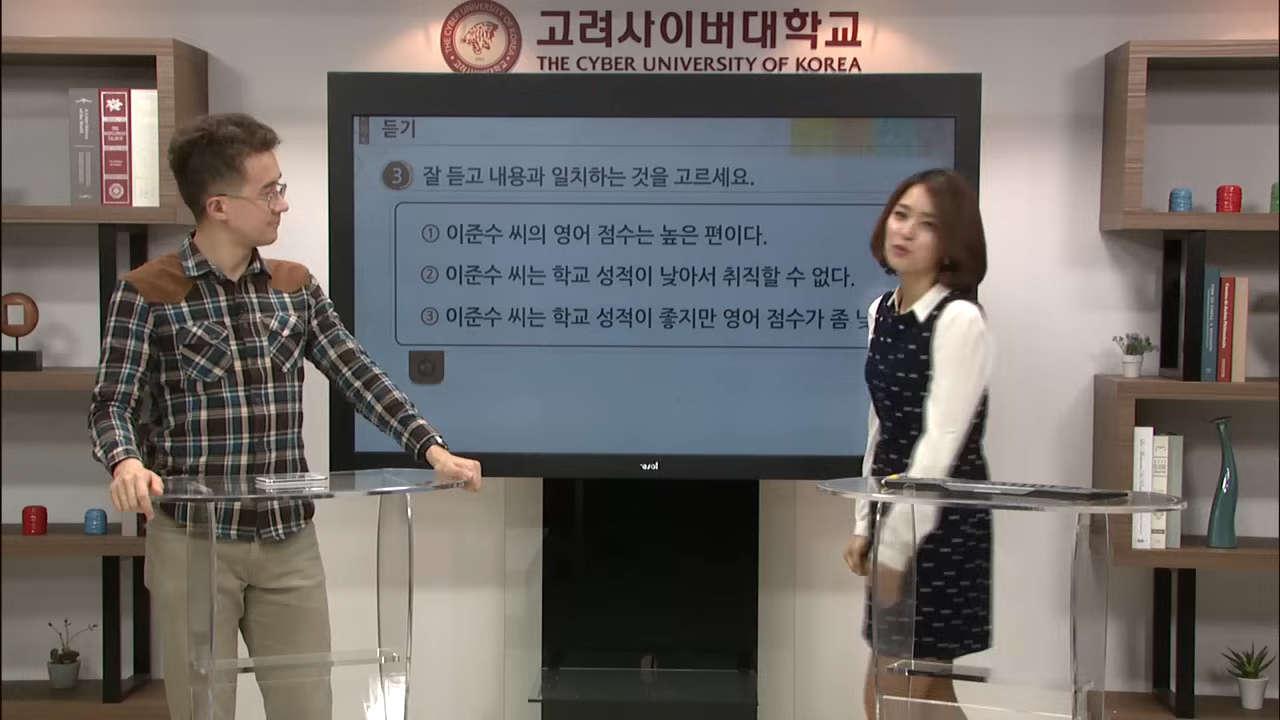 고려사이버대학교
THE CYBER UNIVERSITY OF KOREA
듣기
3 잘 듣고 내용과 일치하는 것을 고르세요.
① 이준수 씨의 영어 점수는 높은 편이다.
② 이준수 씨는 학교 성적이 낮아서 취직할 수 없다.
③ 이준수 씨는 학교 성적이 좋지만 영어 점수가 좀